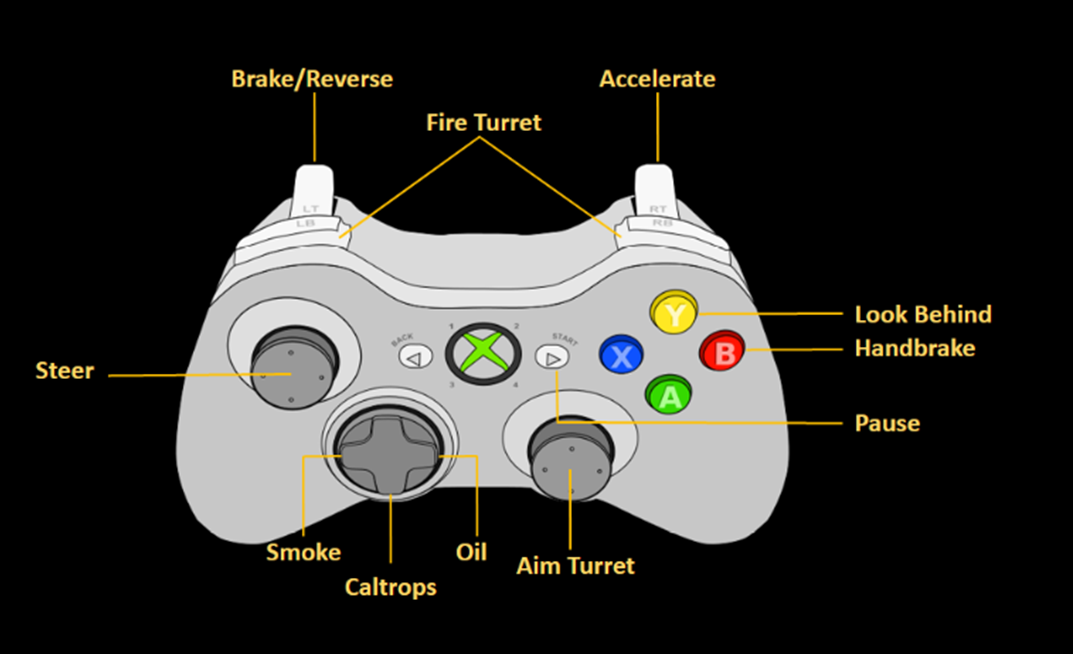 Brake/Reverse
Accelerate
Fire Turret
LT
RT
LB
RB
Y
Look Behind
1
2
BACK
START
X
B
Handbrake
Steer
3
4
A
Pause
Smoke
Oil
Aim Turret
Caltrops